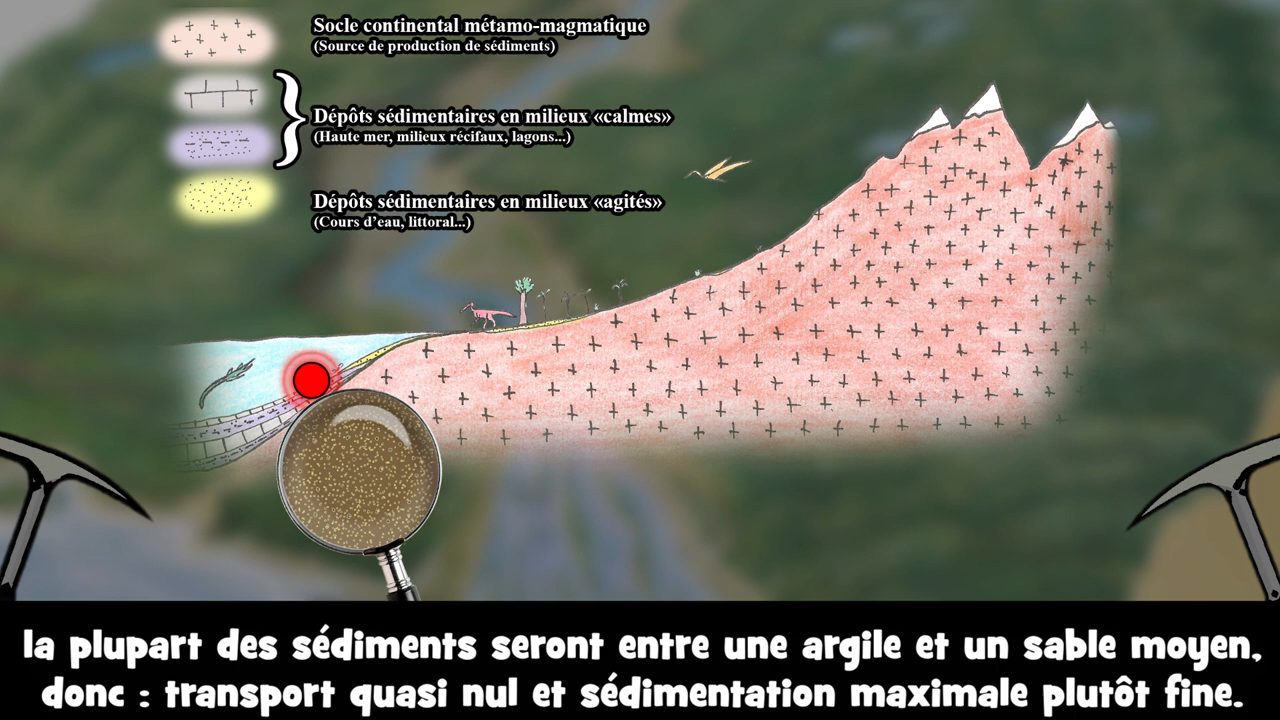 Socle continental métamo-magmatique
(Source de production de sédiments)
Dépôts sédimentaires en milieux «calmes»
(Haute mer, milieux récifaux, lagons...)
Dépôts sédimentaires en milieux «agités»
(Cours d'eau, littoral...)
la plupart des sédiments seront entre une argile et un sable moyen,
donc : transport quasi nul et sédimentation maximale plutôt fine.